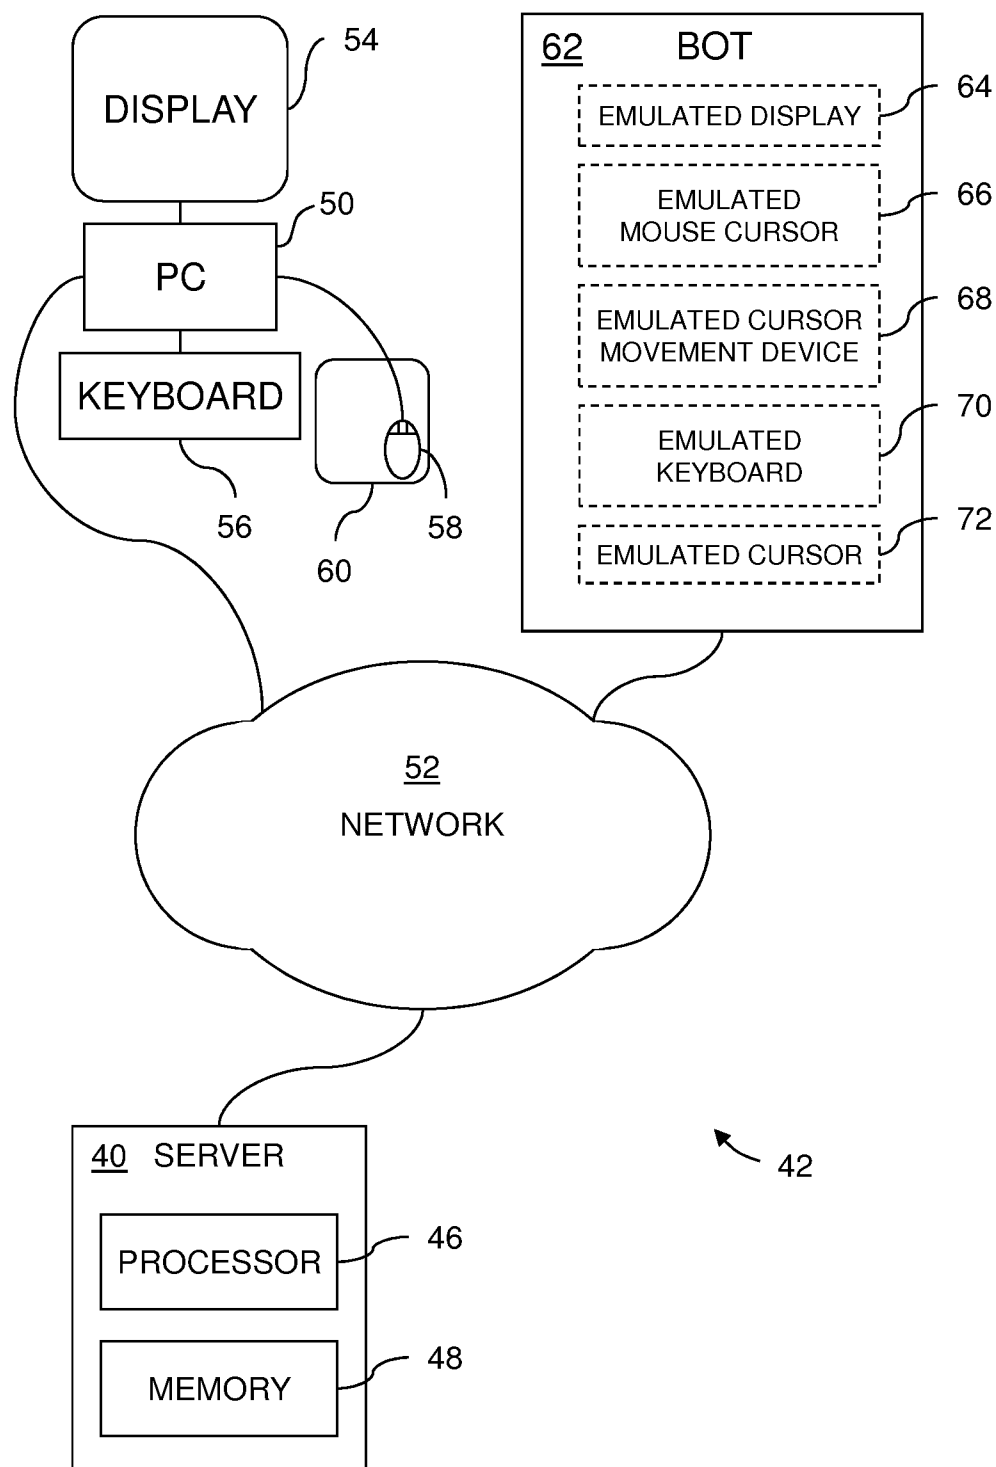 DISPLAY
54
50
PC
KEYBOARD
56
60
58
62 BOT
EMULATED DISPLAY
64
EMULATED
MOUSE CURSOR
66
EMULATED CURSOR
MOVEMENT DEVICE
68
EMULATED
KEYBOARD
70
EMULATED CURSOR
72
52
NETWORK
40 SERVER
PROCESSOR
46
MEMORY
48
42